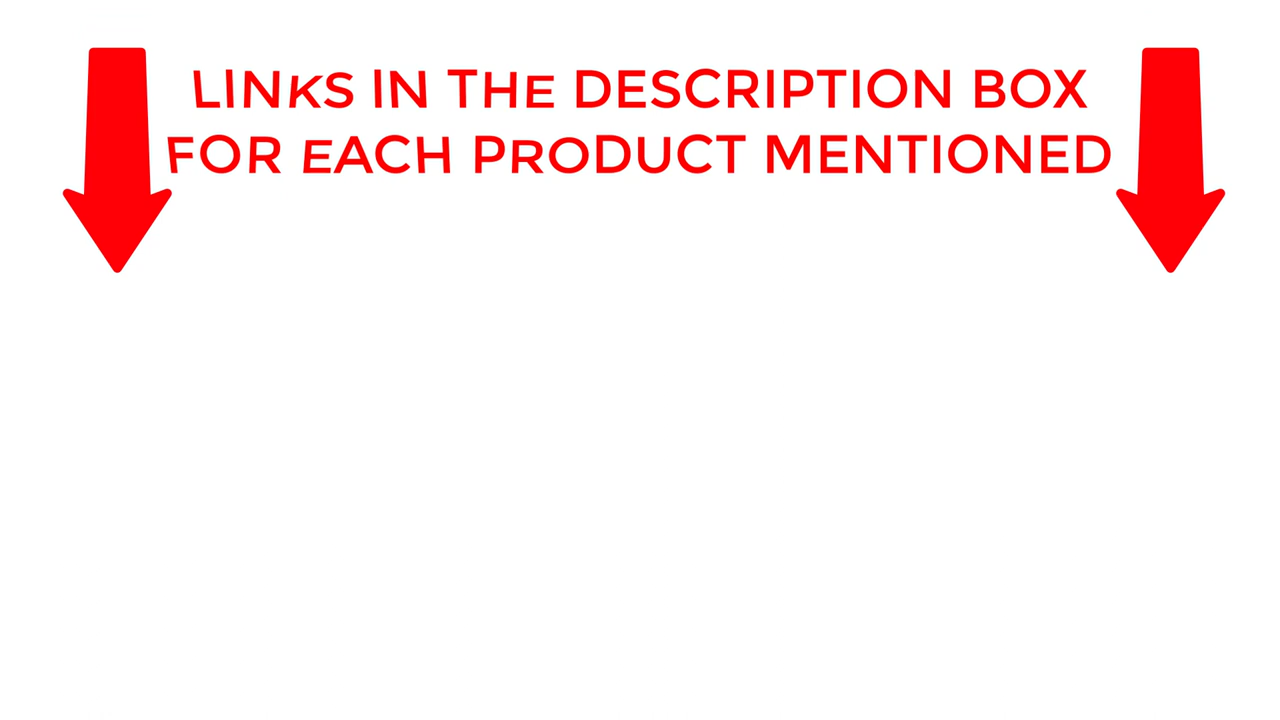 LINKS IN THE DESCRIPTION BOX
FOR EACH PRODUCT MENTIONED